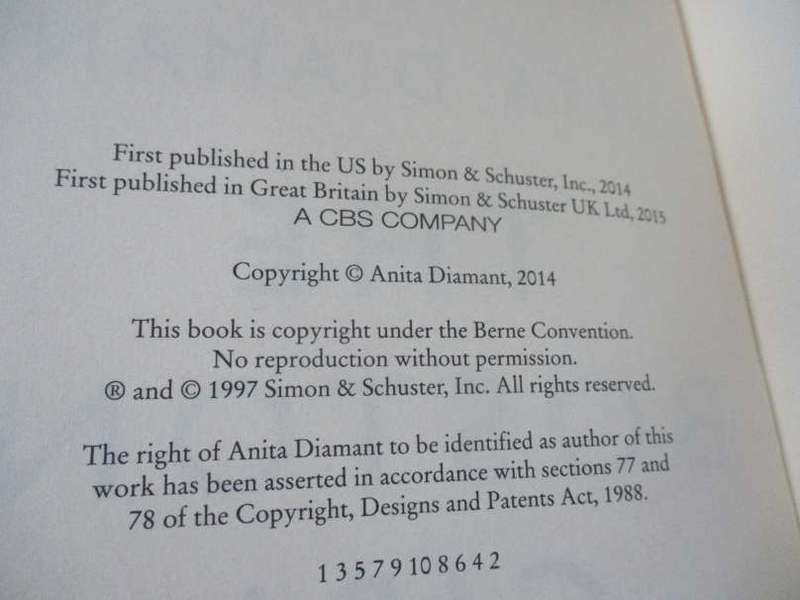 First published in the US by Simon & Schuster, Inc., 2014
First published in Great Britain by Simon & Schuster UK Ltd, 2015
A CBS COMPANY
Copyright © Anita Diamant, 2014
This book is copyright under the Berne Convention.
No reproduction without permission.
® and © 1997 Simon & Schuster, Inc. All rights reserved.
The right of Anita Diamant to be identified as author of this
work has been asserted in accordance with sections 77 and
78 of the Copyright, Designs and Patents Act, 1988.
1 3 5 7 9 10 8 6 4 2